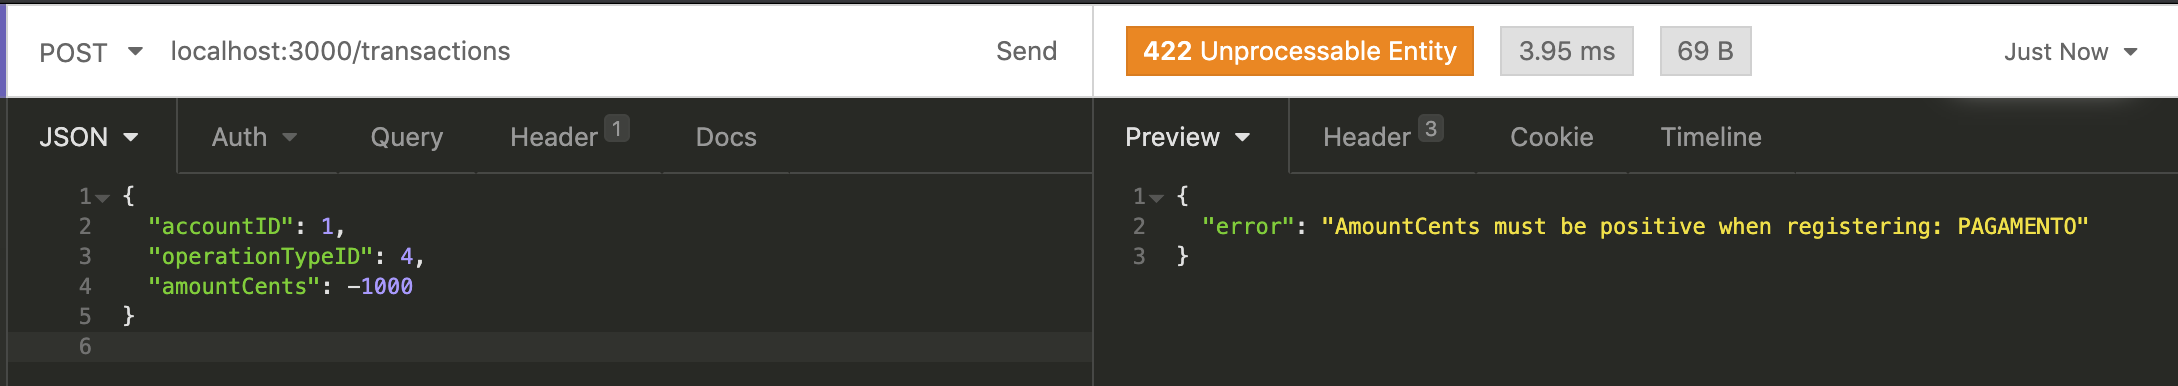 POST localhost:3000/transactions Send
JSON Auth Query Header 1 Docs
1 {
2 "accountID": 1,
3 "operationTypeID": 4,
4 "amountCents": -1000
5 }
6
422 Unprocessable Entity 3.95 ms 69 B Just Now
Preview Header 3 Cookie Timeline
1 {
2 "error": "AmountCents must be positive when registering: PAGAMENTO"
3 }